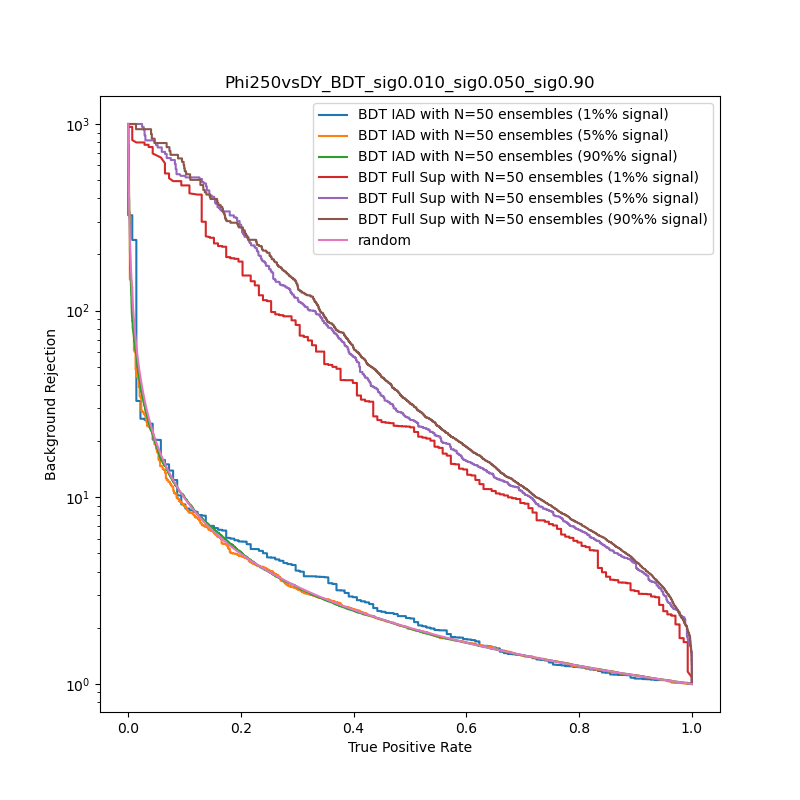 Phi250vsDY_BDT_sig0.010_sig0.050_sig0.90
BDT IAD with N=50 ensembles (1%% signal)
BDT IAD with N=50 ensembles (5%% signal)
BDT IAD with N=50 ensembles (90%% signal)
BDT Full Sup with N=50 ensembles (1%% signal)
BDT Full Sup with N=50 ensembles (5%% signal)
BDT Full Sup with N=50 ensembles (90%% signal)
random
Background Rejection
10³
10²
10¹
10⁰
0.0 0.2 0.4 0.6 0.8 1.0
True Positive Rate